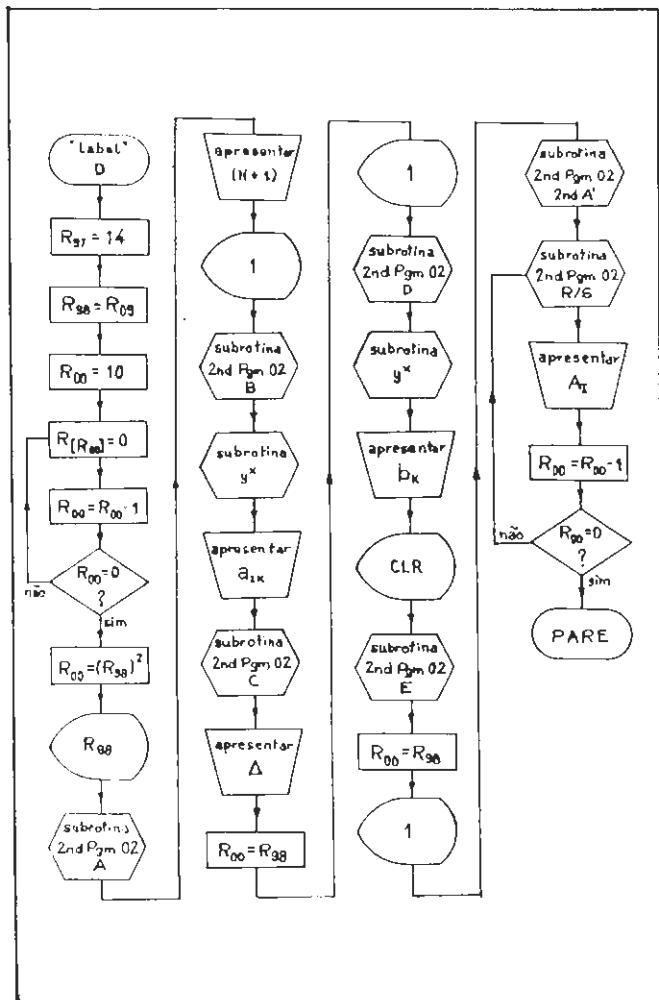 "Label"
D
R97 = 14
R98 = R09
R00 = 10
R[R00] = 0
R00 = R00 - 1
R00 = 0
?
não
sim
R00 = (R98)²
R98
subrotina
2nd Pgm 02
A
apresentar
(N + 1)
1
subrotina
2nd Pgm 02
B
subrotina
y^x
apresentar
aIK
subrotina
2nd Pgm 02
C
apresentar
Δ
R00 = R98
1
subrotina
2nd Pgm 02
D
subrotina
y^x
apresentar
bK
CLR
subrotina
2nd Pgm 02
E
R00 = R98
1
subrotina
2nd Pgm 02
2nd A'
subrotina
2nd Pgm 02
R/S
apresentar
AI
R00 = R00 - 1
R00 = 0
?
não
sim
PARE